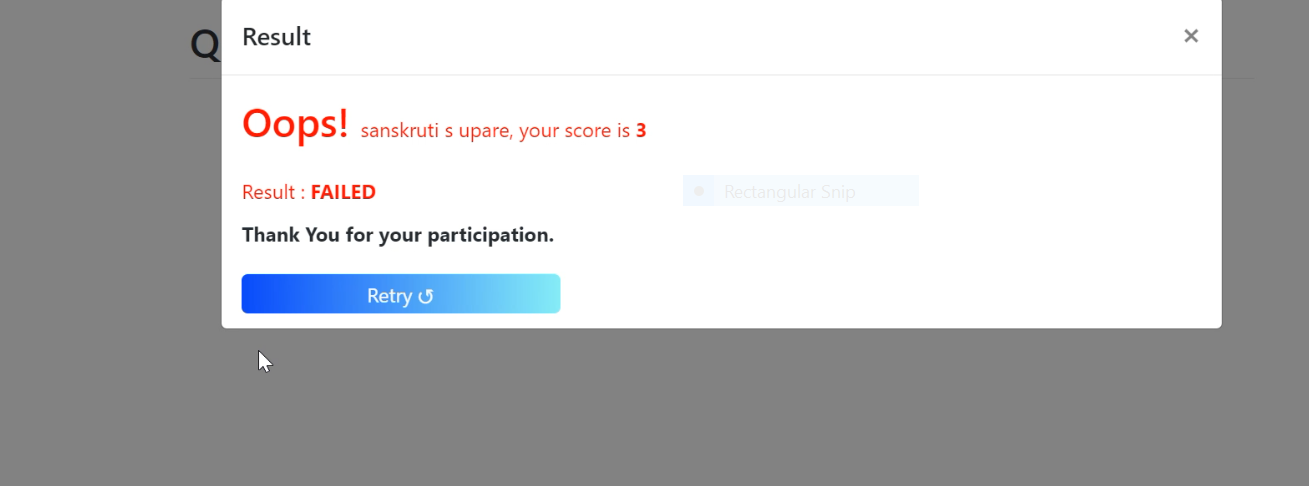 Q
Result ×
Oops! sanskruti s upare, your score is 3
Result : FAILED
Rectangular Snip
Thank You for your participation.
Retry ↺